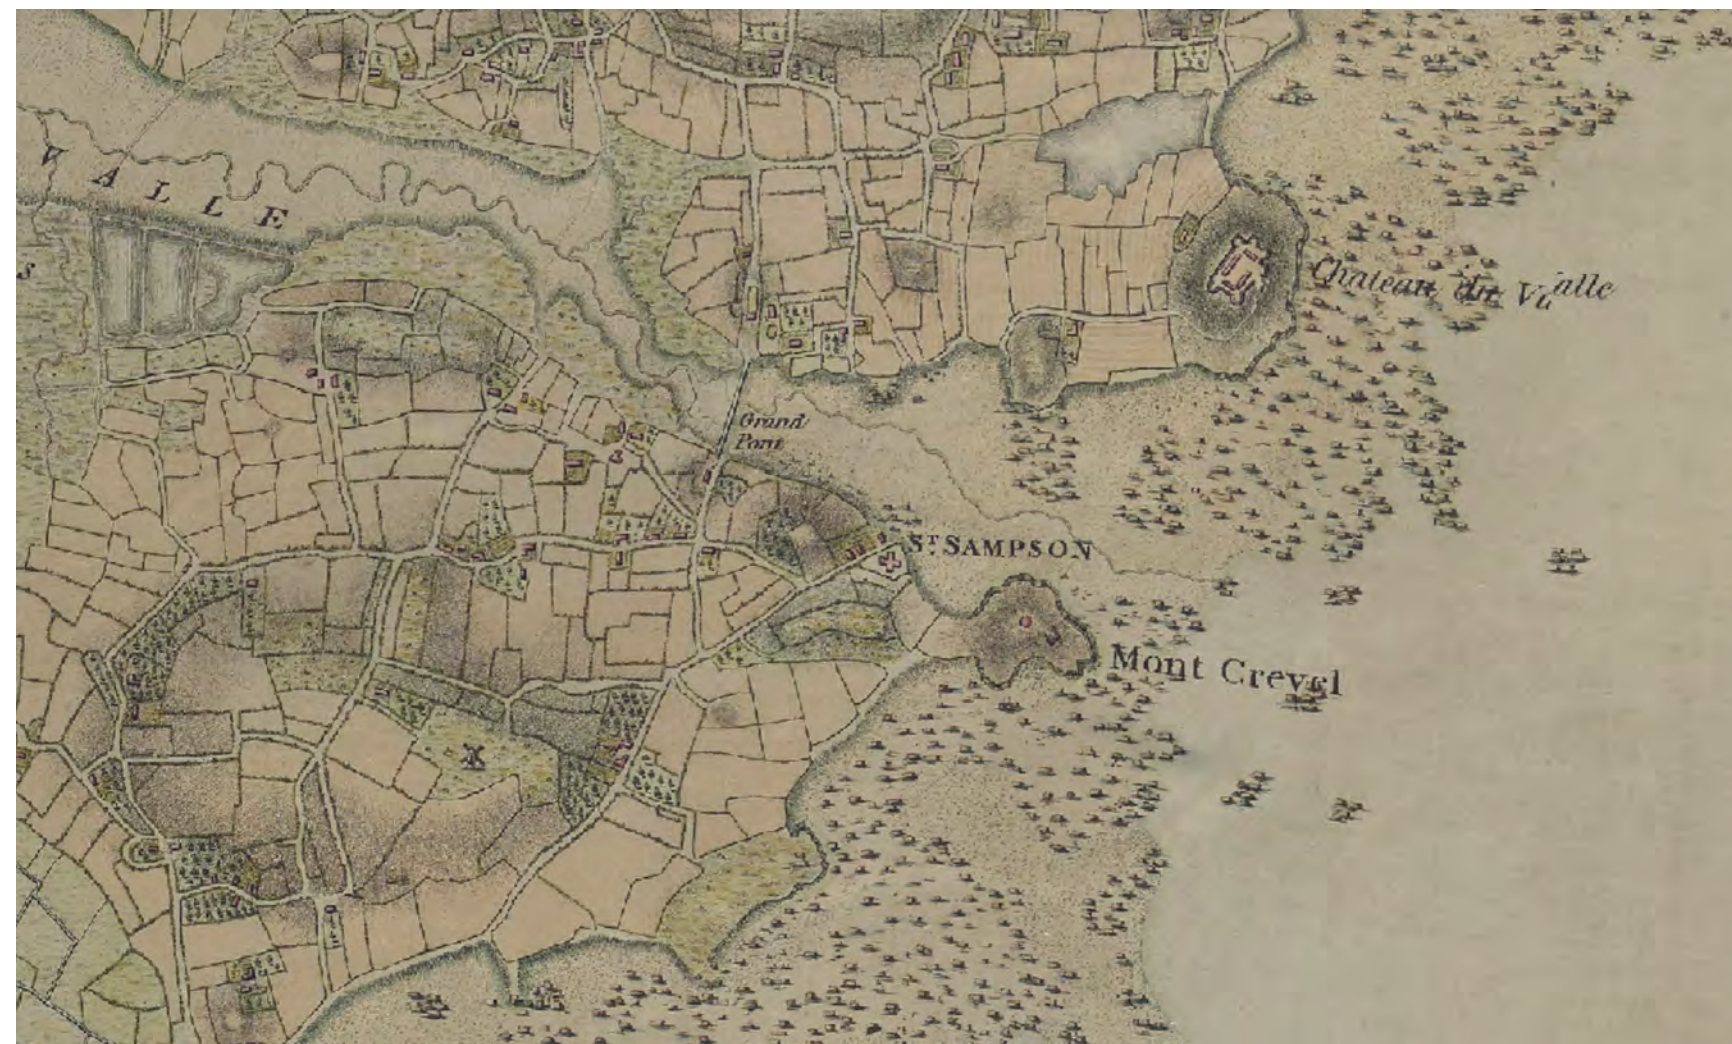 VALLE
S
Chateau du Valle
Grand
Pont
ST. SAMPSON
Mont Crevel